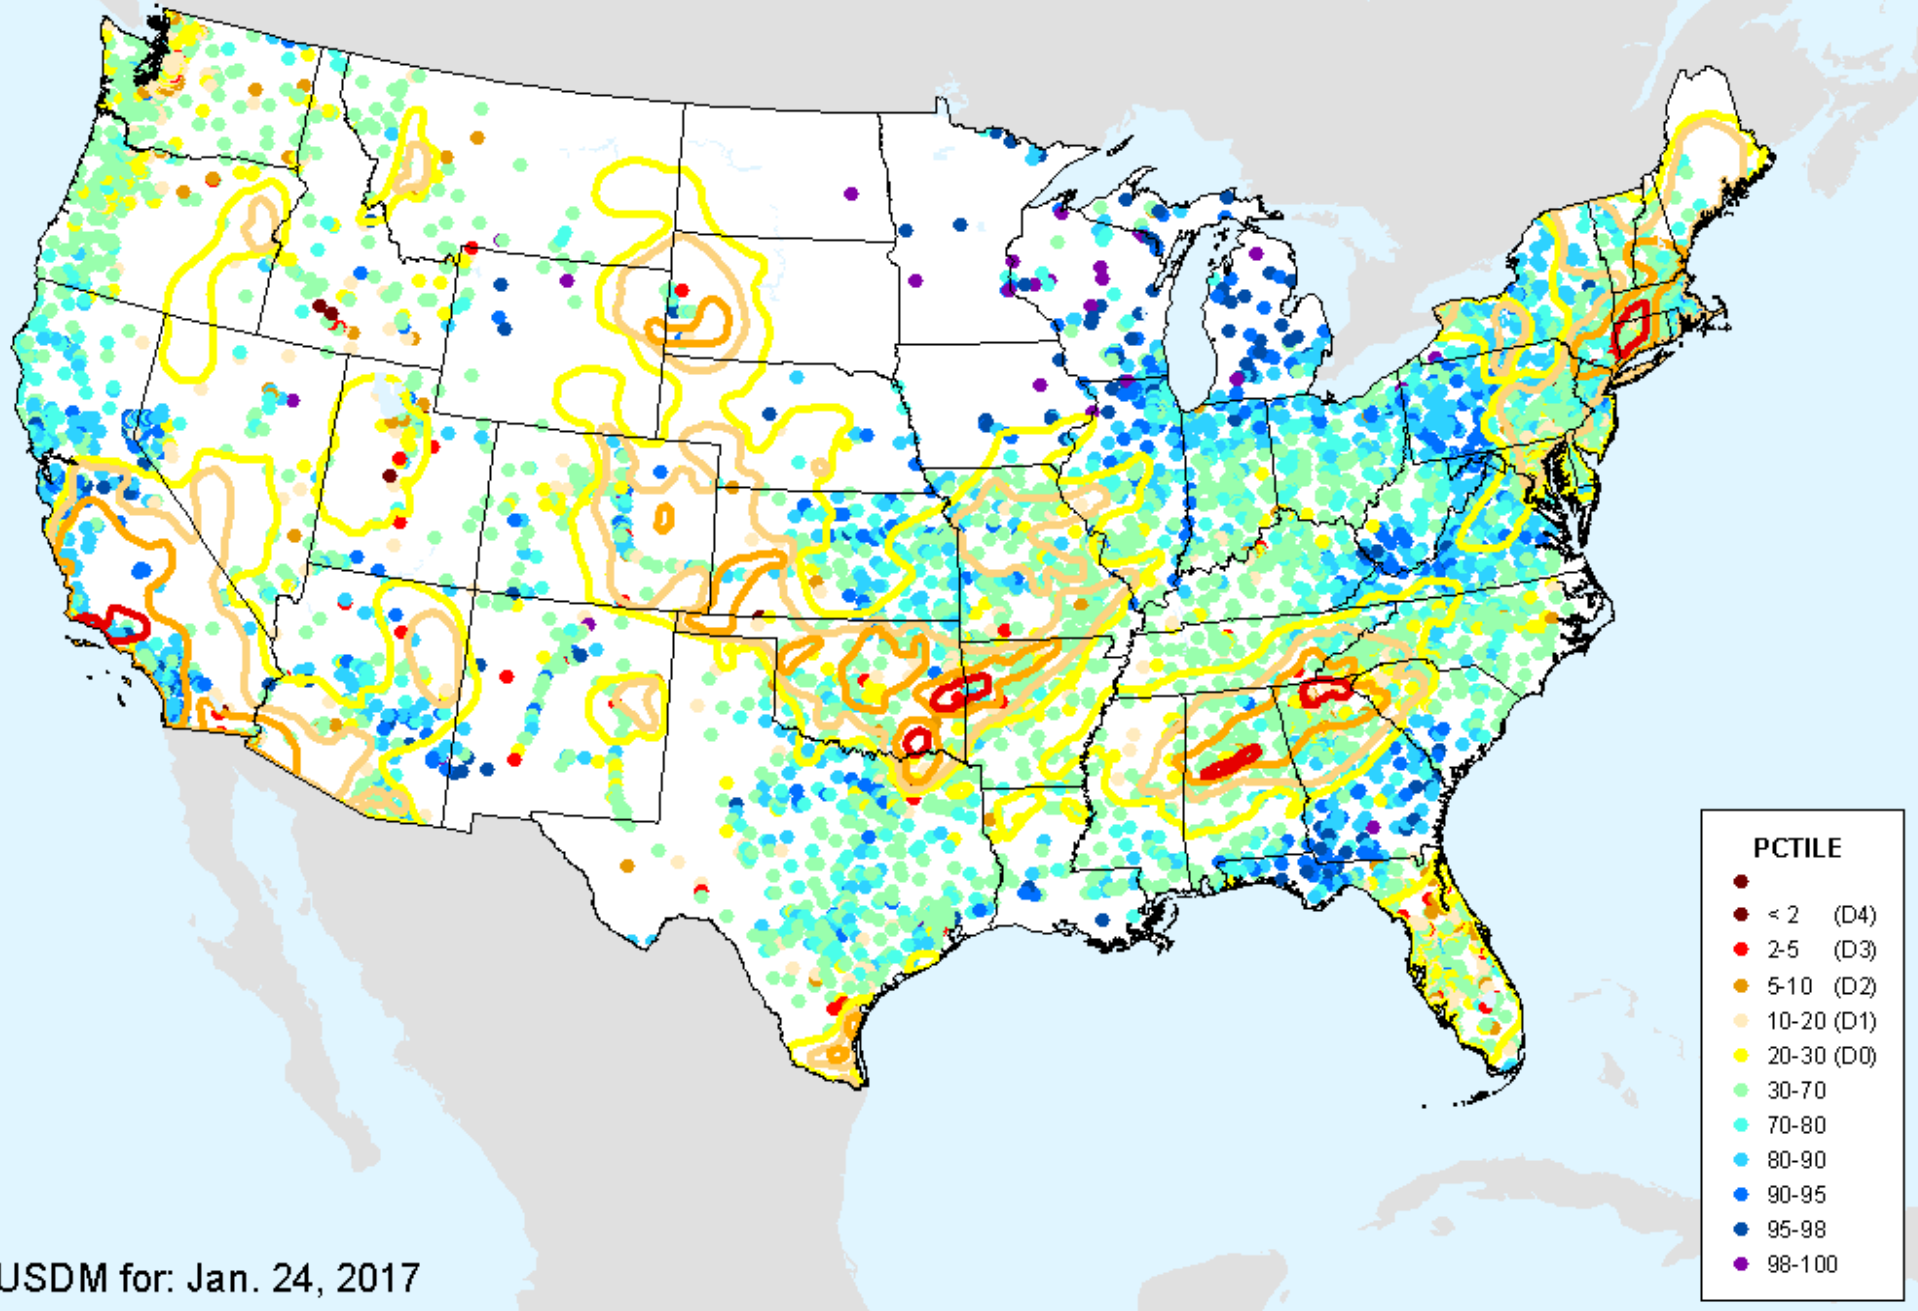 PCTILE
< 2 (D4)
2-5 (D3)
5-10 (D2)
10-20 (D1)
20-30 (D0)
30-70
70-80
80-90
90-95
95-98
98-100
USDM for: Jan. 24, 2017